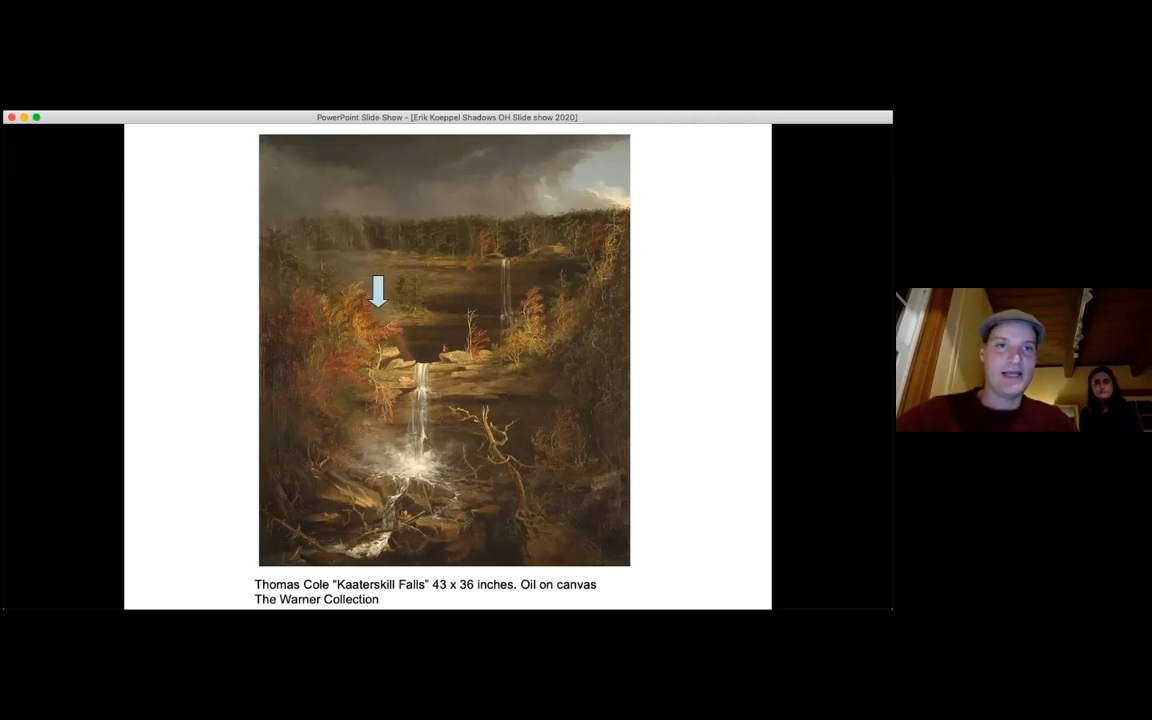 PowerPoint Slide Show - [Erik Koeppel Shadows OH Slide show 2020]
Thomas Cole “Kaaterskill Falls” 43 x 36 inches. Oil on canvas
The Warner Collection